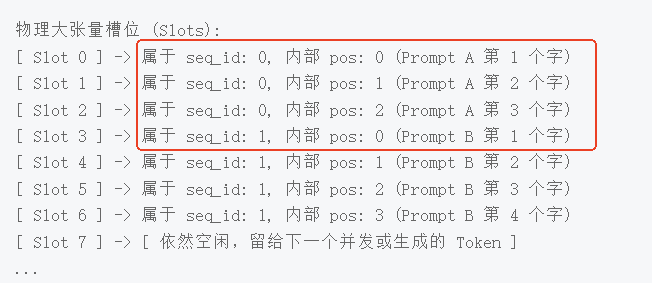 物理大张量槽位 (Slots):
[ Slot 0 ] -> 属于 seq_id: 0, 内部 pos: 0 (Prompt A 第 1 个字)
[ Slot 1 ] -> 属于 seq_id: 0, 内部 pos: 1 (Prompt A 第 2 个字)
[ Slot 2 ] -> 属于 seq_id: 0, 内部 pos: 2 (Prompt A 第 3 个字)
[ Slot 3 ] -> 属于 seq_id: 1, 内部 pos: 0 (Prompt B 第 1 个字)
[ Slot 4 ] -> 属于 seq_id: 1, 内部 pos: 1 (Prompt B 第 2 个字)
[ Slot 5 ] -> 属于 seq_id: 1, 内部 pos: 2 (Prompt B 第 3 个字)
[ Slot 6 ] -> 属于 seq_id: 1, 内部 pos: 3 (Prompt B 第 4 个字)
[ Slot 7 ] -> [ 依然空闲，留给下一个并发或生成的 Token ]
...